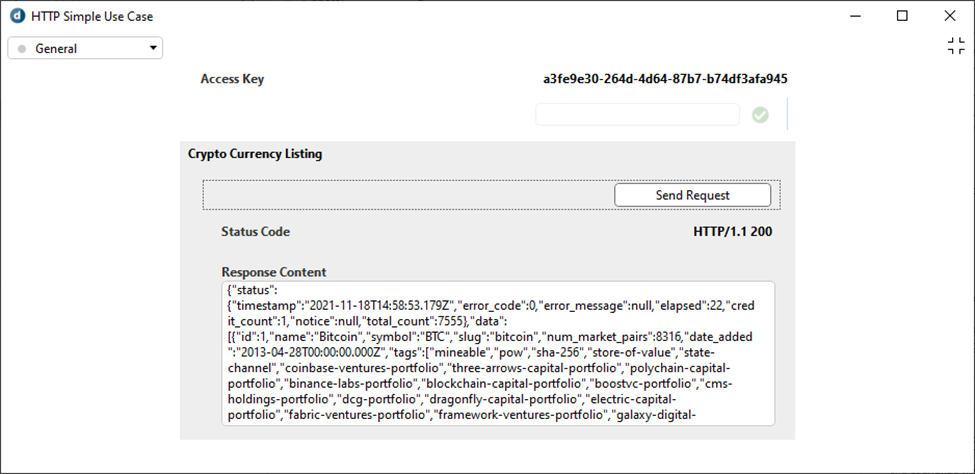 HTTP Simple Use Case
General
Access Key a3fe9e30-264d-4d64-87b7-b74df3afa945
Crypto Currency Listing
Send Request
Status Code HTTP/1.1 200
Response Content
{"status":
{"timestamp":"2021-11-18T14:58:53.179Z","error_code":0,"error_message":null,"elapsed":22,"cred
it_count":1,"notice":null,"total_count":7555},"data":
[{"id":1,"name":"Bitcoin","symbol":"BTC","slug":"bitcoin","num_market_pairs":8316,"date_added
":"2013-04-28T00:00:00.000Z","tags":["mineable","pow","sha-256","store-of-value","state-
channel","coinbase-ventures-portfolio","three-arrows-capital-portfolio","polychain-capital-
portfolio","binance-labs-portfolio","blockchain-capital-portfolio","boostvc-portfolio","cms-
holdings-portfolio","dcg-portfolio","dragonfly-capital-portfolio","electric-capital-
portfolio","fabric-ventures-portfolio","framework-ventures-portfolio","galaxy-digital-